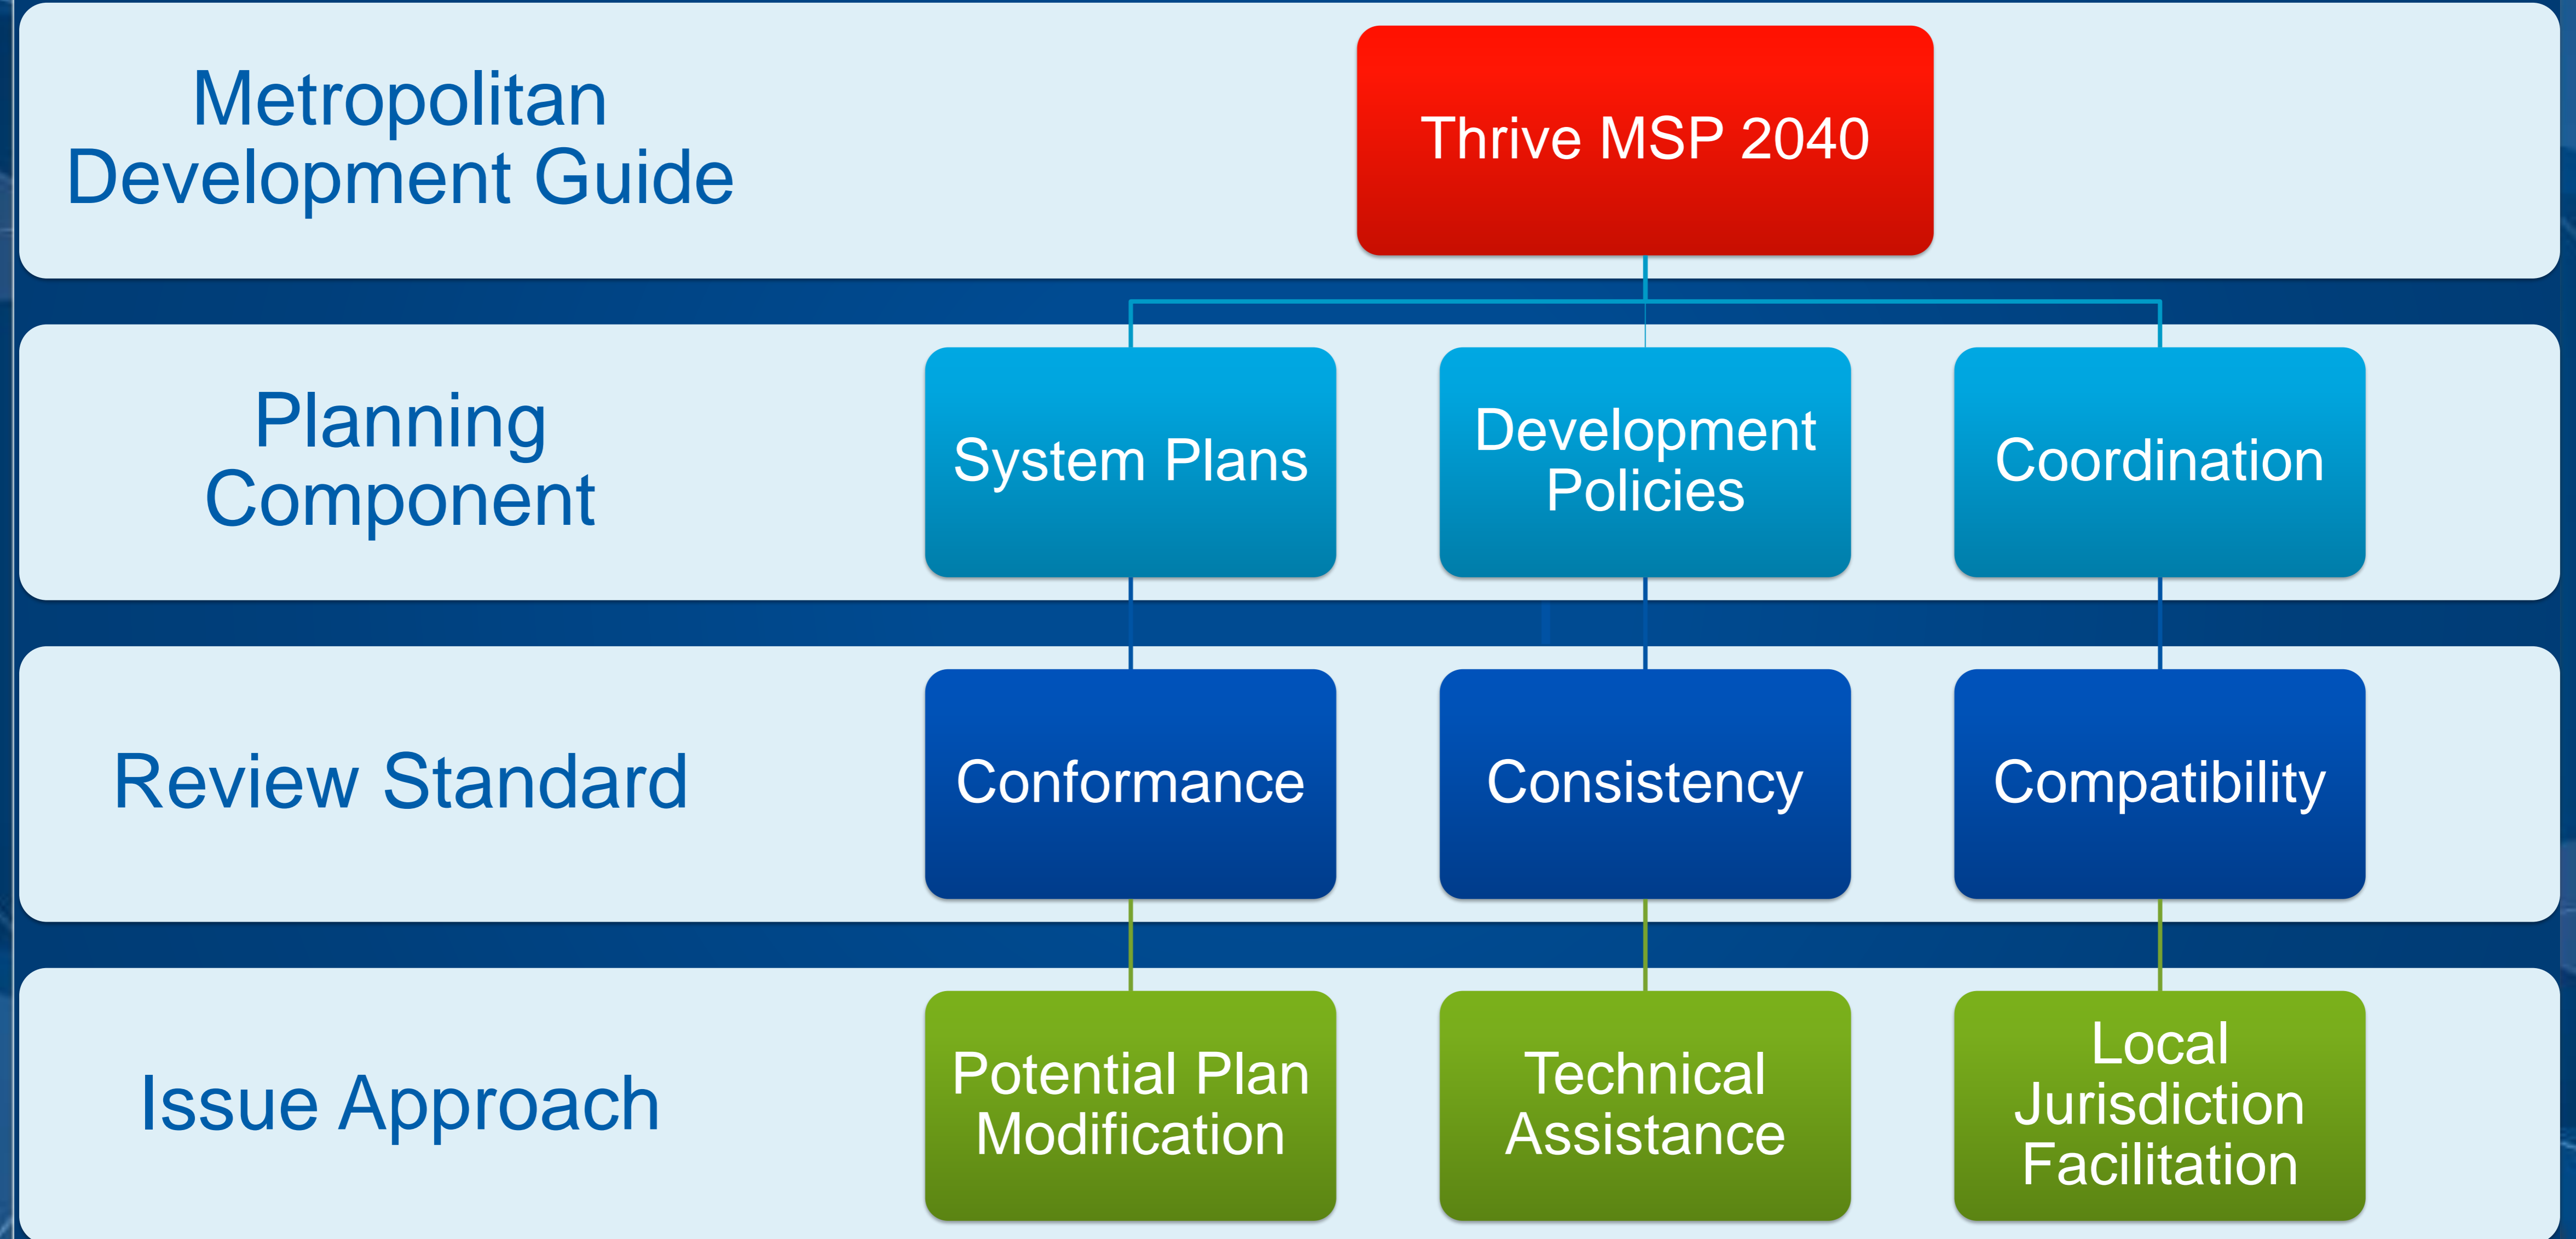 Metropolitan
Development Guide
Thrive MSP 2040
Planning
Component
System Plans
Development
Policies
Coordination
Review Standard
Conformance
Consistency
Compatibility
Issue Approach
Potential Plan
Modification
Technical
Assistance
Local
Jurisdiction
Facilitation